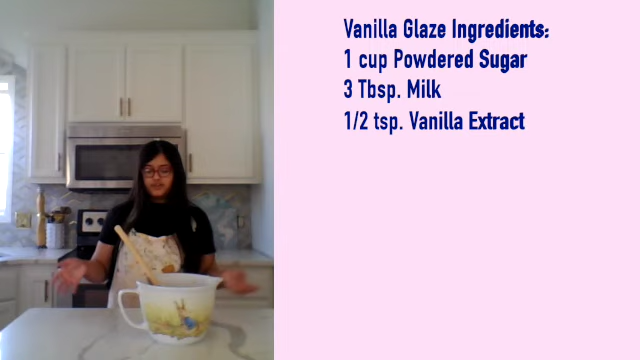 Vanilla Glaze Ingredients:
1 cup Powdered Sugar
3 Tbsp. Milk
1/2 tsp. Vanilla Extract